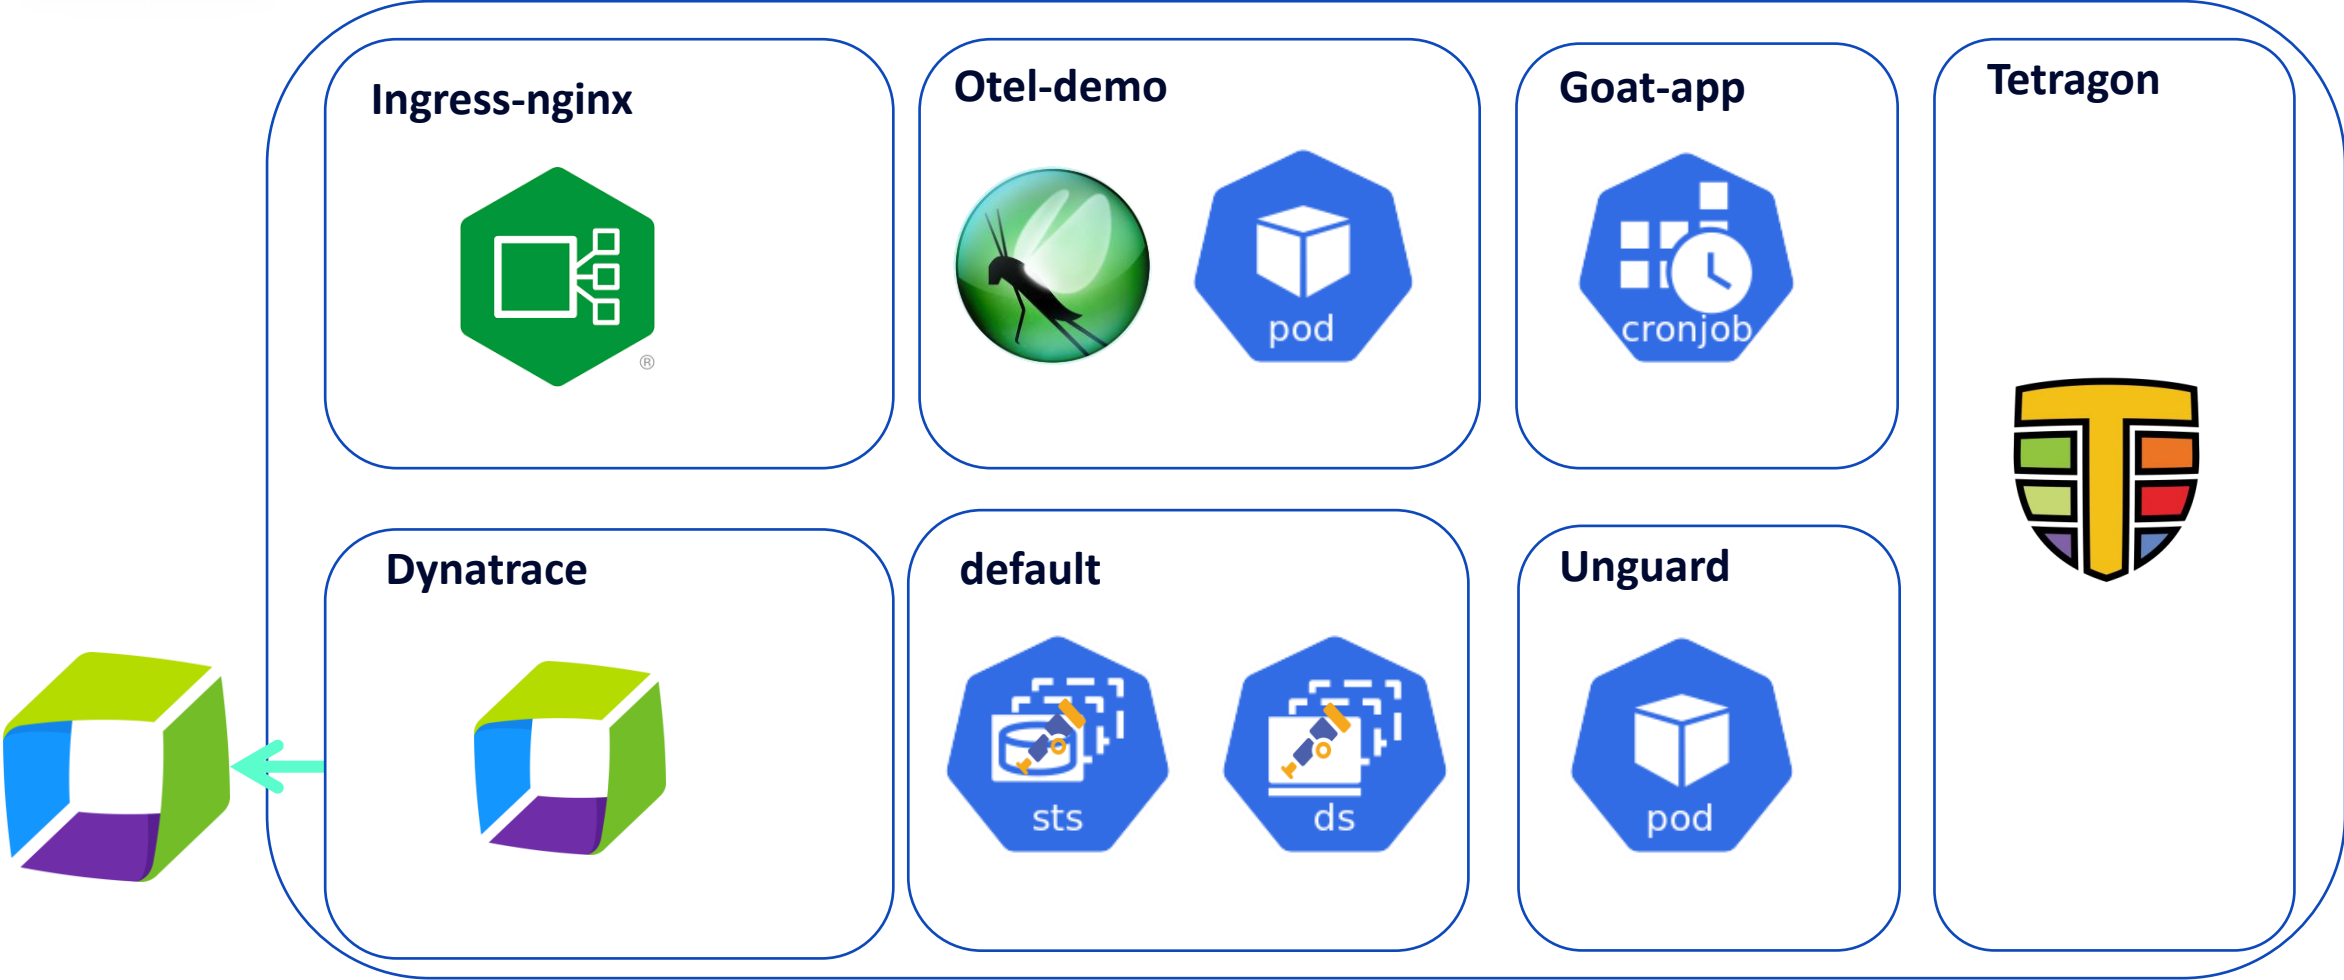 Ingress-nginx
®
Otel-demo
pod
Goat-app
cronjob
Tetragon
Dynatrace
default
sts
ds
Unguard
pod